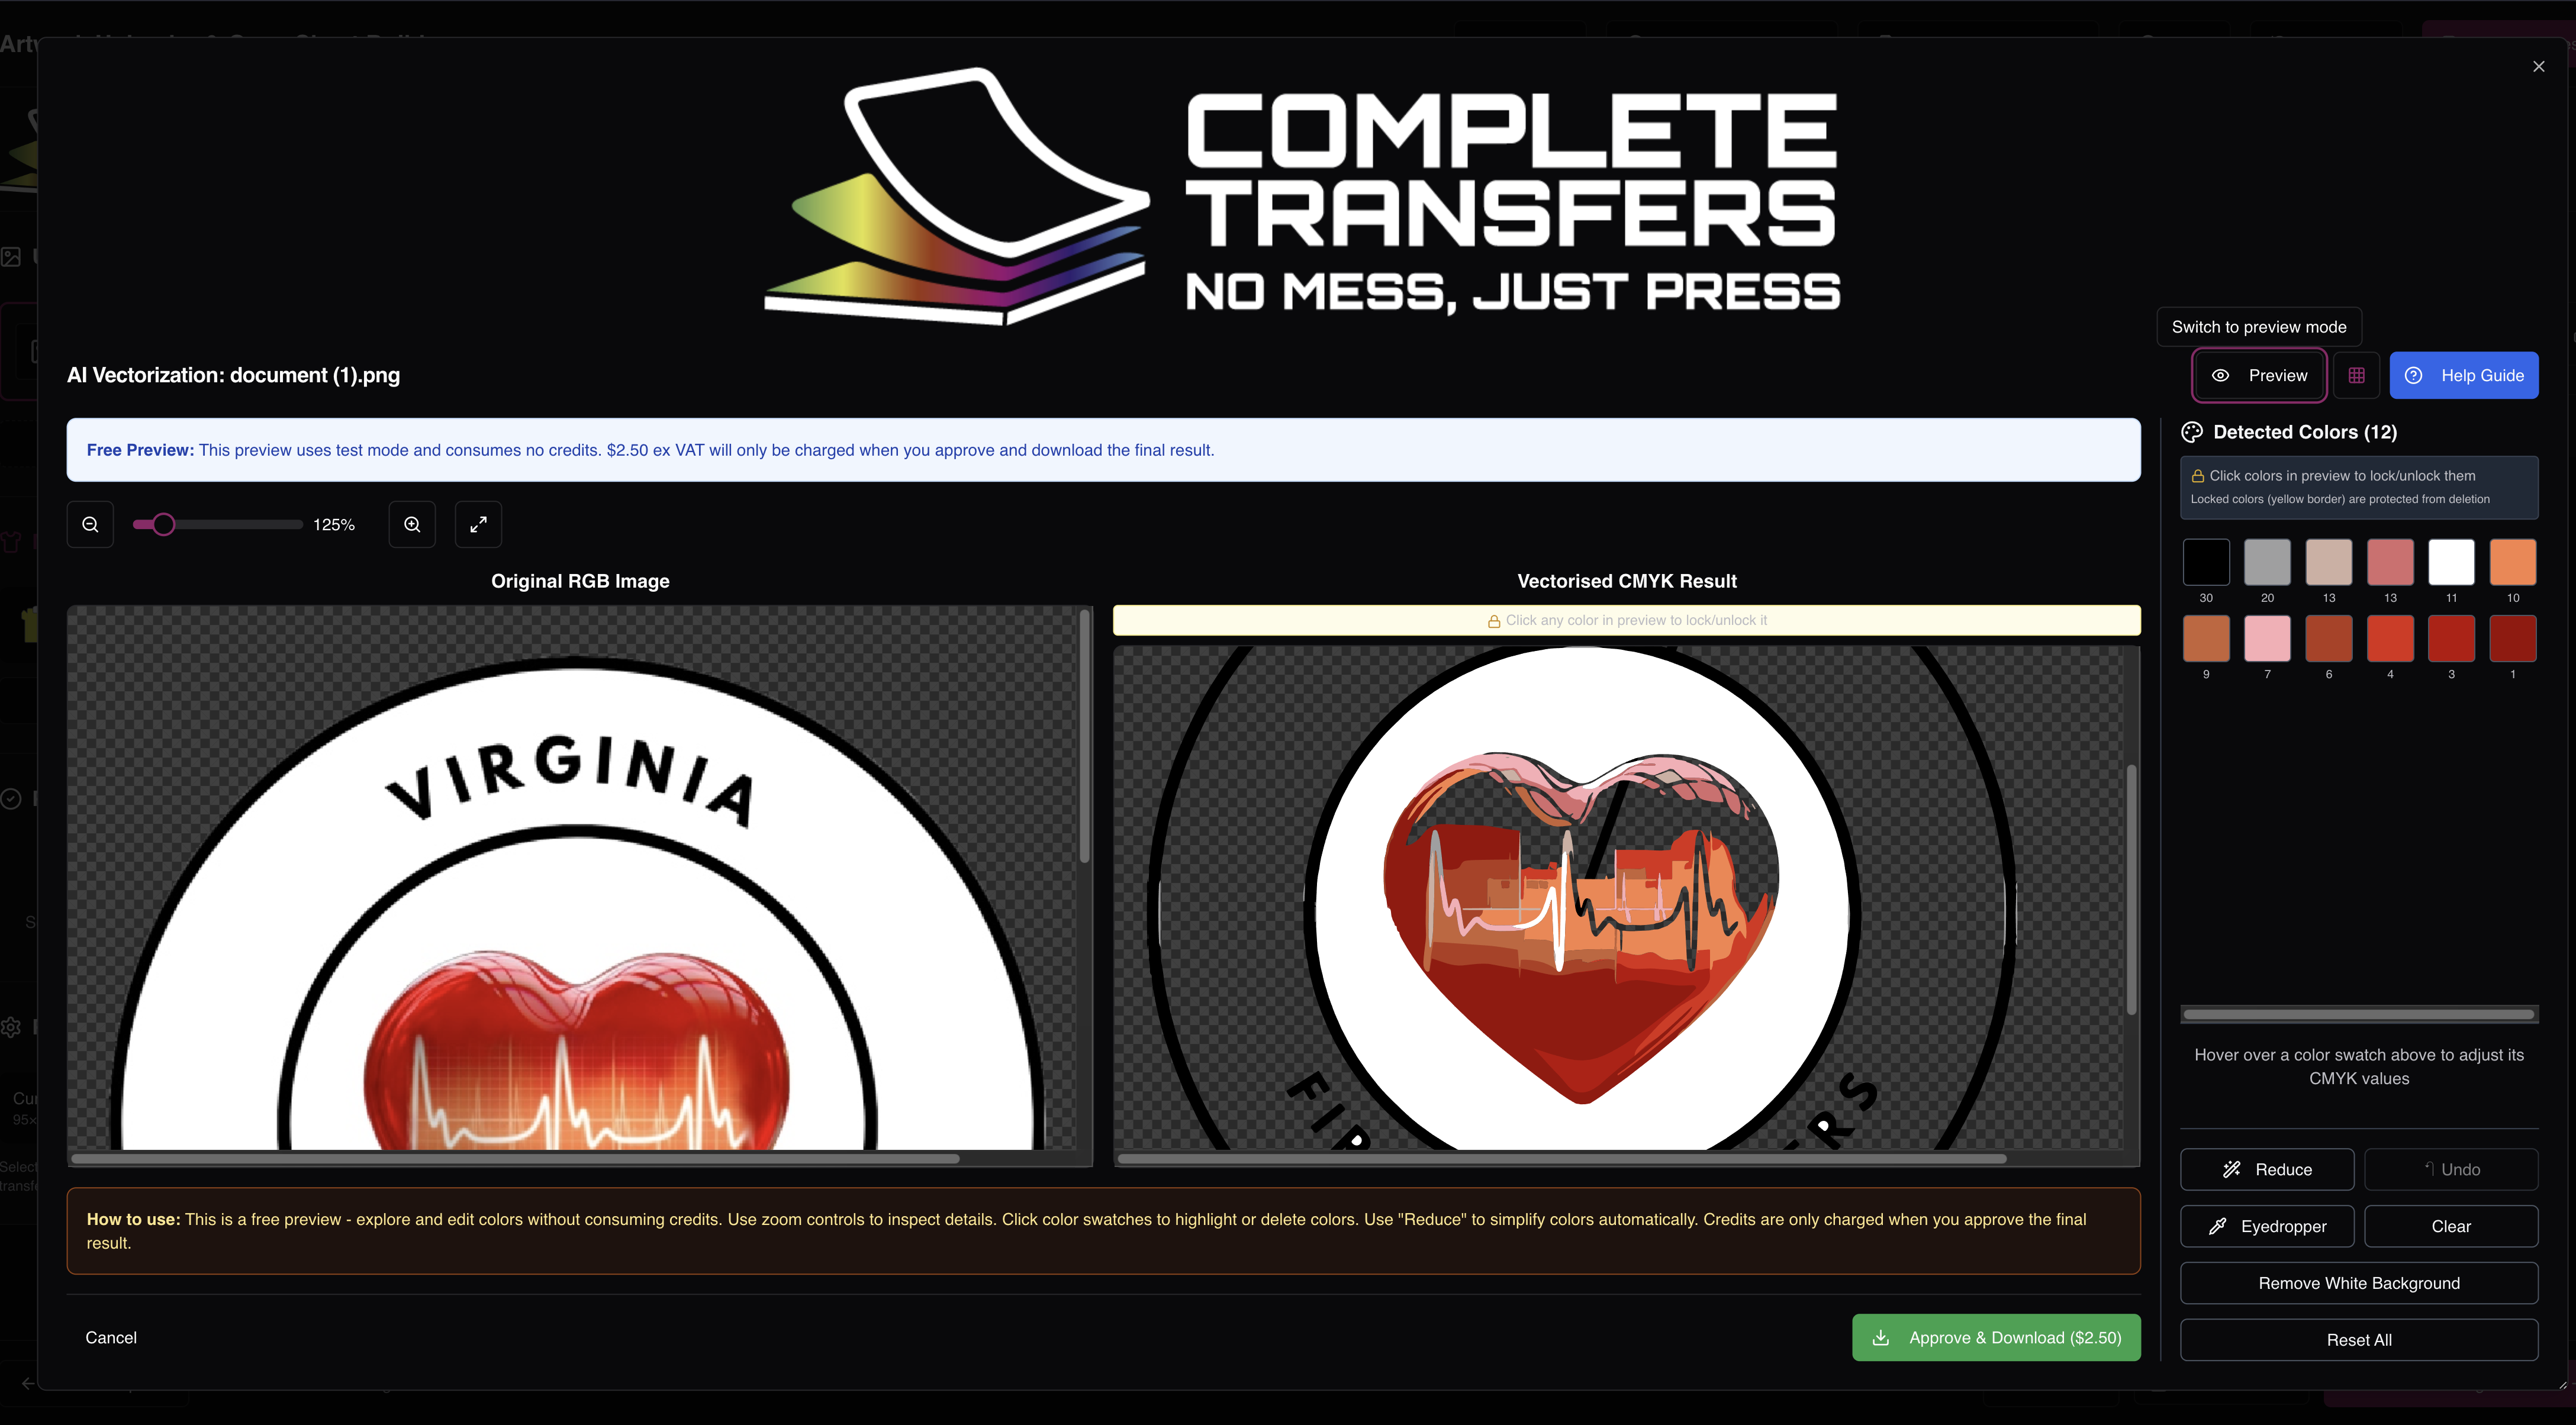 COMPLETE
TRANSFERS
NO MESS, JUST PRESS
Switch to preview mode
AI Vectorization: document (1).png
Preview
Help Guide
Free Preview: This preview uses test mode and consumes no credits. $2.50 ex VAT will only be charged when you approve and download the final result.
125%
Original RGB Image
Vectorised CMYK Result
Click any color in preview to lock/unlock it
VIRGINIA
FIR
ERS
How to use: This is a free preview - explore and edit colors without consuming credits. Use zoom controls to inspect details. Click color swatches to highlight or delete colors. Use "Reduce" to simplify colors automatically. Credits are only charged when you approve the final
result.
Cancel
Approve & Download ($2.50)
Detected Colors (12)
Click colors in preview to lock/unlock them
Locked colors (yellow border) are protected from deletion
30 20 13 13 11 10
9 7 6 4 3 1
Hover over a color swatch above to adjust its
CMYK values
Reduce
Undo
Eyedropper
Clear
Remove White Background
Reset All